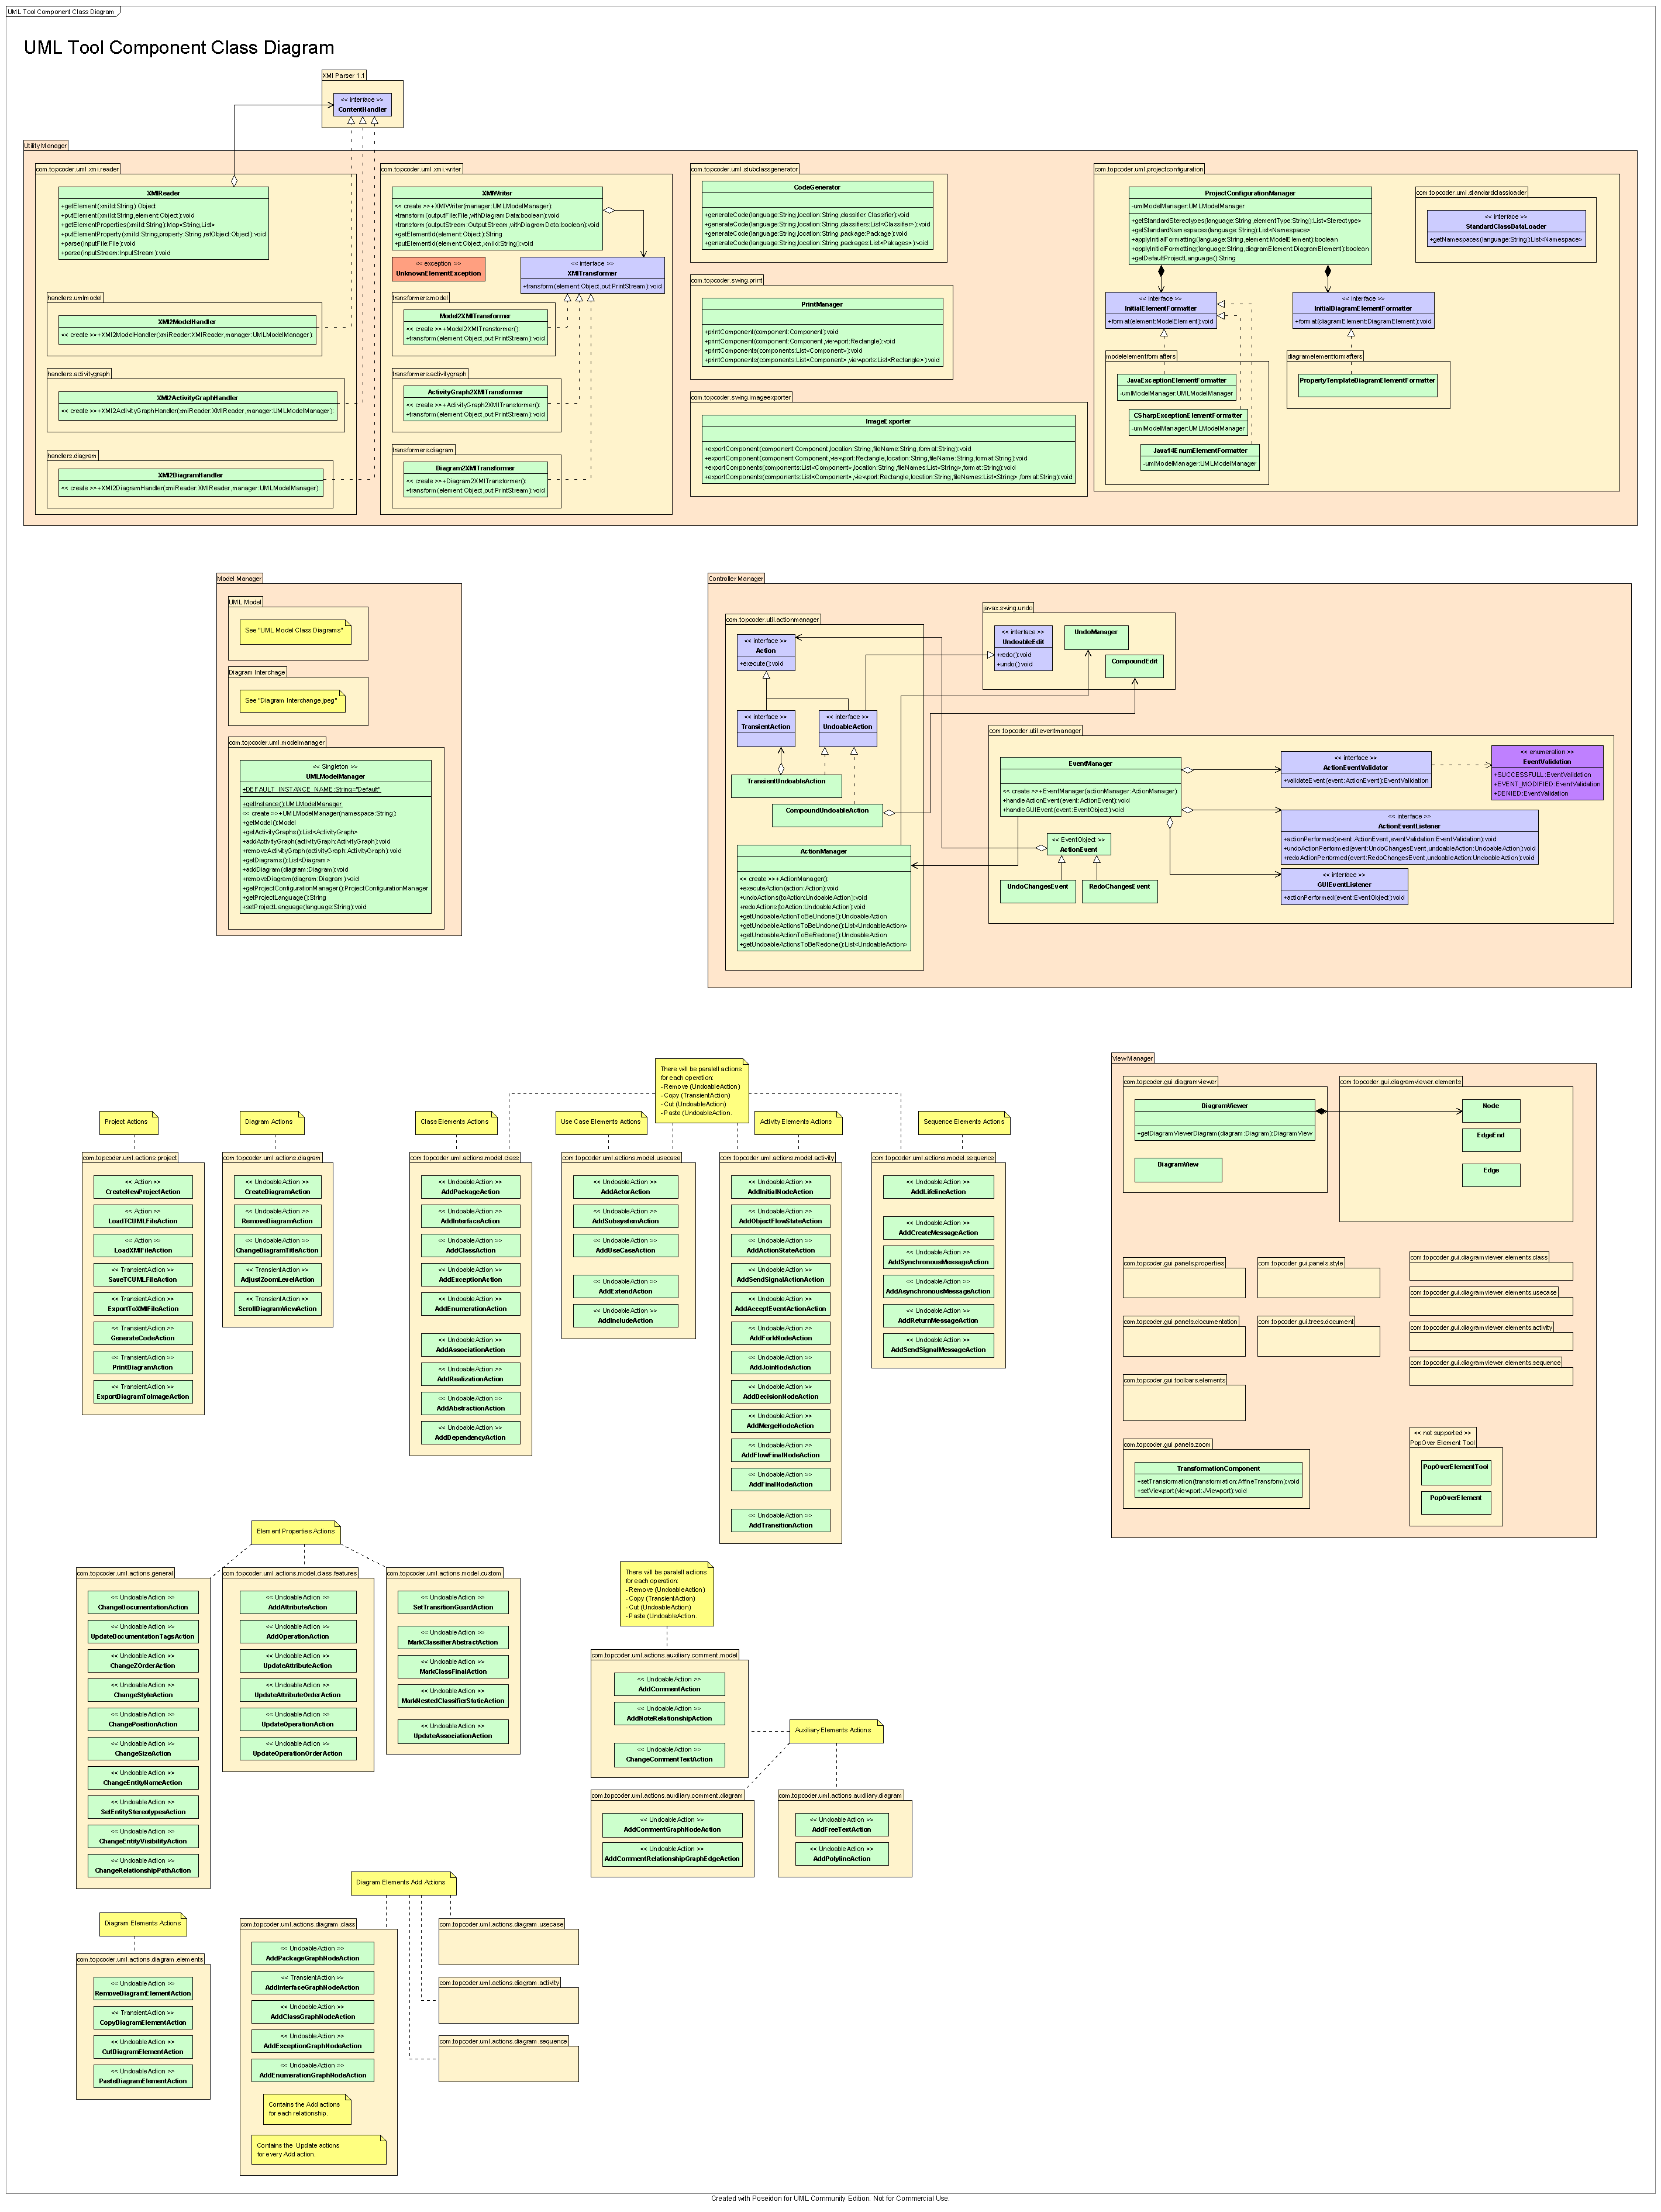 UML Tool Component Class Diagram
UML Tool Component Class Diagram
XMI Parser 1.1
<< interface >>
ContentHandler
Utility Manager
com.topcoder.uml.xmi.reader
XMIReader
+getElement(xmiId:String):Object
+putElement(xmiId:String,element:Object):void
+getElementProperties(xmiId:String):Map<String,List>
+putElementProperty(xmiId:String,property:String,refObject:Object):void
+parse(inputFile:File):void
+parse(inputStream:InputStream):void
handlers.umlmodel
XMI2ModelHandler
<< create >>+XMI2ModelHandler(xmiReader:XMIReader,manager:UMLModelManager):
handlers.activitygraph
XMI2ActivityGraphHandler
<< create >>+XMI2ActivityGraphHandler(xmiReader:XMIReader,manager:UMLModelManager):
handlers.diagram
XMI2DiagramHandler
<< create >>+XMI2DiagramHandler(xmiReader:XMIReader,manager:UMLModelManager):
com.topcoder.uml.xmi.writer
XMIWriter
<< create >>+XMIWriter(manager:UMLModelManager):
+transform(outputFile:File,withDiagramData:boolean):void
+transform(outputStream:OutputStream,withDiagramData:boolean):void
+getElementId(element:Object):String
+putElementId(element:Object,xmiId:String):void
<< exception >>
UnknownElementException
<< interface >>
XMITransformer
+transform(element:Object,out:PrintStream):void
transformers.model
Model2XMITransformer
<< create >>+Model2XMITransformer():
+transform(element:Object,out:PrintStream):void
transformers.activitygraph
ActivityGraph2XMITransformer
<< create >>+ActivityGraph2XMITransformer():
+transform(element:Object,out:PrintStream):void
transformers.diagram
Diagram2XMITransformer
<< create >>+Diagram2XMITransformer():
+transform(element:Object,out:PrintStream):void
com.topcoder.uml.stubclassgenerator
CodeGenerator
+generateCode(language:String,location:String,classifier:Classifier):void
+generateCode(language:String,location:String,classifiers:List<Classifier>):void
+generateCode(language:String,location:String,package:Package):void
+generateCode(language:String,location:String,packages:List<Pakages>):void
com.topcoder.swing.print
PrintManager
+printComponent(component:Component):void
+printComponent(component:Component,viewport:Rectangle):void
+printComponents(components:List<Component>):void
+printComponents(components:List<Component>,viewports:List<Rectangle>):void
com.topcoder.swing.imageexporter
ImageExporter
+exportComponent(component:Component,location:String,fileName:String,format:String):void
+exportComponent(component:Component,viewport:Rectangle,location:String,fileName:String,format:String):void
+exportComponents(components:List<Component>,location:String,fileNames:List<String>,format:String):void
+exportComponents(components:List<Component>,viewport:Rectangle,location:String,fileNames:List<String>,format:String):void
com.topcoder.uml.projectconfiguration
ProjectConfigurationManager
-umlModelManager:UMLModelManager
+getStandardStereotypes(language:String,elementType:String):List<Stereotype>
+getStandardNamespaces(language:String):List<Namespace>
+applyInitialFormatting(language:String,element:ModelElement):boolean
+applyInitialFormatting(language:String,diagramElement:DiagramElement):boolean
+getDefaultProjectLanguage():String
com.topcoder.uml.standardclassloader
<< interface >>
StandardClassDataLoader
+getNamespaces(language:String):List<Namespace>
<< interface >>
InitialElementFormatter
+format(element:ModelElement):void
<< interface >>
InitialDiagramElementFormatter
+format(diagramElement:DiagramElement):void
modelelementformatters
JavaExceptionElementFormatter
-umlModelManager:UMLModelManager
CSharpExceptionElementFormatter
-umlModelManager:UMLModelManager
Java14EnumElementFormatter
-umlModelManager:UMLModelManager
diagramelementformatters
PropertyTemplateDiagramElementFormatter
Model Manager
UML Model
See "UML Model Class Diagrams"
Diagram Interchage
See "Diagram Interchange.jpeg"
com.topcoder.uml.modelmanager
<< Singleton >>
UMLModelManager
+DEFAULT_INSTANCE_NAME:String="Default"
+getInstance():UMLModelManager
<< create >>+UMLModelManager(namespace:String):
+getModel():Model
+getActivityGraphs():List<ActivityGraph>
+addActivityGraph(activityGraph:ActivityGraph):void
+removeActivityGraph(activityGraph:ActivityGraph):void
+getDiagrams():List<Diagram>
+addDiagram(diagram:Diagram):void
+removeDiagram(diagram:Diagram):void
+getProjectConfigurationManager():ProjectConfigurationManager
+getProjectLanguage():String
+setProjectLanguage(language:String):void
Controller Manager
com.topcoder.util.actionmanager
<< interface >>
Action
+execute():void
<< interface >>
TransientAction
<< interface >>
UndoableAction
TransientUndoableAction
CompoundUndoableAction
ActionManager
<< create >>+ActionManager():
+executeAction(action:Action):void
+undoActions(toAction:UndoableAction):void
+redoActions(toAction:UndoableAction):void
+getUndoableActionToBeUndone():UndoableAction
+getUndoableActionsToBeUndone():List<UndoableAction>
+getUndoableActionToBeRedone():UndoableAction
+getUndoableActionsToBeRedone():List<UndoableAction>
javax.swing.undo
<< interface >>
UndoableEdit
+redo():void
+undo():void
UndoManager
CompoundEdit
com.topcoder.util.eventmanager
EventManager
<< create >>+EventManager(actionManager:ActionManager)
+handleActionEvent(event:ActionEvent):void
+handleGUIEvent(event:EventObject):void
<< interface >>
ActionEventValidator
+validateEvent(event:ActionEvent):EventValidation
<< enumeration >>
EventValidation
+SUCCESSFULL:EventValidation
+EVENT_MODIFIED:EventValidation
+DENIED:EventValidation
<< interface >>
ActionEventListener
+actionPerformed(event:ActionEvent,eventValidation:EventValidation):void
+undoActionPerformed(event:UndoChangesEvent,undoableAction:UndoableAction):void
+redoActionPerformed(event:RedoChangesEvent,undoableAction:UndoableAction):void
<< EventObject >>
ActionEvent
UndoChangesEvent
RedoChangesEvent
<< interface >>
GUIEventListener
+actionPerformed(event:EventObject):void
There will be paralell actions
for each operation:
- Remove (UndoableAction)
- Copy (TransientAction)
- Cut (UndoableAction)
- Paste (UndoableAction.
Project Actions
Diagram Actions
Class Elements Actions
Use Case Elements Actions
Activity Elements Actions
Sequence Elements Actions
com.topcoder.uml.actions.project
<< Action >>
CreateNewProjectAction
<< Action >>
LoadTCUMLFileAction
<< Action >>
LoadXMIFileAction
<< TransientAction >>
SaveTCUMLFileAction
<< TransientAction >>
ExportToXMIFileAction
<< TransientAction >>
GenerateCodeAction
<< TransientAction >>
PrintDiagramAction
<< TransientAction >>
ExportDiagramToImageAction
com.topcoder.uml.actions.diagram
<< UndoableAction >>
CreateDiagramAction
<< UndoableAction >>
RemoveDiagramAction
<< UndoableAction >>
ChangeDiagramTitleAction
<< TransientAction >>
AdjustZoomLevelAction
<< TransientAction >>
ScrollDiagramViewAction
com.topcoder.uml.actions.model.class
<< UndoableAction >>
AddPackageAction
<< UndoableAction >>
AddInterfaceAction
<< UndoableAction >>
AddClassAction
<< UndoableAction >>
AddExceptionAction
<< UndoableAction >>
AddEnumerationAction
<< UndoableAction >>
AddAssociationAction
<< UndoableAction >>
AddRealizationAction
<< UndoableAction >>
AddAbstractionAction
<< UndoableAction >>
AddDependencyAction
com.topcoder.uml.actions.model.usecase
<< UndoableAction >>
AddActorAction
<< UndoableAction >>
AddSubsystemAction
<< UndoableAction >>
AddUseCaseAction
<< UndoableAction >>
AddExtendAction
<< UndoableAction >>
AddIncludeAction
com.topcoder.uml.actions.model.activity
<< UndoableAction >>
AddInitialNodeAction
<< UndoableAction >>
AddObjectFlowStateAction
<< UndoableAction >>
AddActionStateAction
<< UndoableAction >>
AddSendSignalActionAction
<< UndoableAction >>
AddAcceptEventActionAction
<< UndoableAction >>
AddForkNodeAction
<< UndoableAction >>
AddJoinNodeAction
<< UndoableAction >>
AddDecisionNodeAction
<< UndoableAction >>
AddMergeNodeAction
<< UndoableAction >>
AddFlowFinalNodeAction
<< UndoableAction >>
AddFinalNodeAction
<< UndoableAction >>
AddTransitionAction
com.topcoder.uml.actions.model.sequence
<< UndoableAction >>
AddLifelineAction
<< UndoableAction >>
AddCreateMessageAction
<< UndoableAction >>
AddSynchronousMessageAction
<< UndoableAction >>
AddAsynchronousMessageAction
<< UndoableAction >>
AddReturnMessageAction
<< UndoableAction >>
AddSendSignalMessageAction
View Manager
com.topcoder.gui.diagramviewer
DiagramViewer
+getDiagramViewerDiagram(diagram:Diagram):DiagramView
DiagramView
com.topcoder.gui.diagramviewer.elements
Node
EdgeEnd
Edge
com.topcoder.gui.panels.properties
com.topcoder.gui.panels.style
com.topcoder.gui.diagramviewer.elements.class
com.topcoder.gui.diagramviewer.elements.usecase
com.topcoder.gui.panels.documentation
com.topcoder.gui.trees.document
com.topcoder.gui.diagramviewer.elements.activity
com.topcoder.gui.diagramviewer.elements.sequence
com.topcoder.gui.toolbars.elements
com.topcoder.gui.panels.zoom
TransformationComponent
+setTransformation(transformation:AffineTransform):void
+setViewport(viewport:JViewport):void
<< not supported >>
PopOver Element Tool
PopOverElementTool
PopOverElement
Element Properties Actions
com.topcoder.uml.actions.general
<< UndoableAction >>
ChangeDocumentationAction
<< UndoableAction >>
UpdateDocumentationTagsAction
<< UndoableAction >>
ChangeZOrderAction
<< UndoableAction >>
ChangeStyleAction
<< UndoableAction >>
ChangePositionAction
<< UndoableAction >>
ChangeSizeAction
<< UndoableAction >>
ChangeEntityNameAction
<< UndoableAction >>
SetEntityStereotypesAction
<< UndoableAction >>
ChangeEntityVisibilityAction
<< UndoableAction >>
ChangeRelationshipPathAction
com.topcoder.uml.actions.model.class.features
<< UndoableAction >>
AddAttributeAction
<< UndoableAction >>
AddOperationAction
<< UndoableAction >>
UpdateAttributeAction
<< UndoableAction >>
UpdateAttributeOrderAction
<< UndoableAction >>
UpdateOperationAction
<< UndoableAction >>
UpdateOperationOrderAction
com.topcoder.uml.actions.model.custom
<< UndoableAction >>
SetTransitionGuardAction
<< UndoableAction >>
MarkClassifierAbstractAction
<< UndoableAction >>
MarkClassFinalAction
<< UndoableAction >>
MarkNestedClassifierStaticAction
<< UndoableAction >>
UpdateAssociationAction
There will be paralell actions
for each operation:
- Remove (UndoableAction)
- Copy (TransientAction)
- Cut (UndoableAction)
- Paste (UndoableAction.
com.topcoder.uml.actions.auxiliary.comment.model
<< UndoableAction >>
AddCommentAction
<< UndoableAction >>
AddNoteRelationshipAction
<< UndoableAction >>
ChangeCommentTextAction
Auxiliary Elements Actions
com.topcoder.uml.actions.auxiliary.comment.diagram
<< UndoableAction >>
AddCommentGraphNodeAction
<< UndoableAction >>
AddCommentRelationshipGraphEdgeAction
com.topcoder.uml.actions.auxiliary.diagram
<< UndoableAction >>
AddFreeTextAction
<< UndoableAction >>
AddPolylineAction
Diagram Elements Actions
com.topcoder.uml.actions.diagram.elements
<< UndoableAction >>
RemoveDiagramElementAction
<< TransientAction >>
CopyDiagramElementAction
<< UndoableAction >>
CutDiagramElementAction
<< UndoableAction >>
PasteDiagramElementAction
Diagram Elements Add Actions
com.topcoder.uml.actions.diagram.class
<< UndoableAction >>
AddPackageGraphNodeAction
<< TransientAction >>
AddInterfaceGraphNodeAction
<< UndoableAction >>
AddClassGraphNodeAction
<< UndoableAction >>
AddExceptionGraphNodeAction
<< UndoableAction >>
AddEnumerationGraphNodeAction
Contains the Add actions
for each relationship.
Contains the Update actions
for every Add action.
com.topcoder.uml.actions.diagram.usecase
com.topcoder.uml.actions.diagram.activity
com.topcoder.uml.actions.diagram.sequence
Created with Poseidon for UML Community Edition. Not for Commercial Use.